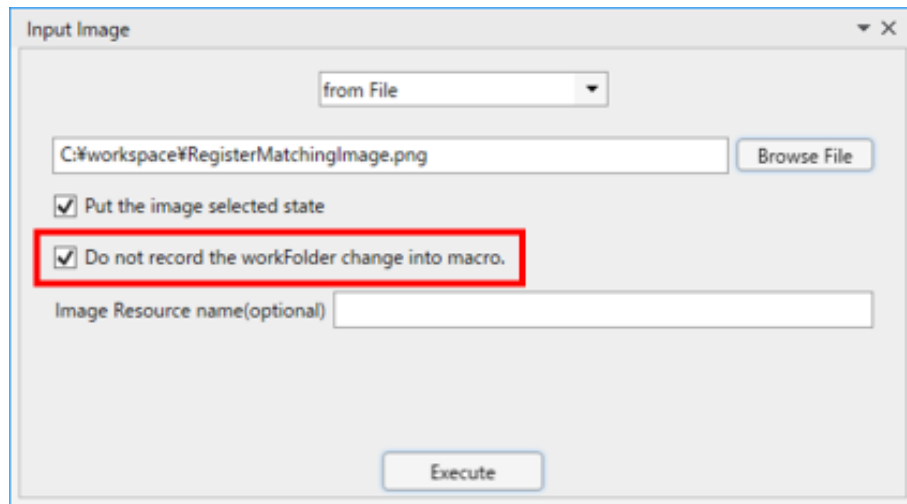 Input Image
from File
C:¥workspace¥RegisterMatchingImage.png
Browse File
Put the image selected state
Do not record the workFolder change into macro.
Image Resource name(optional)
Execute